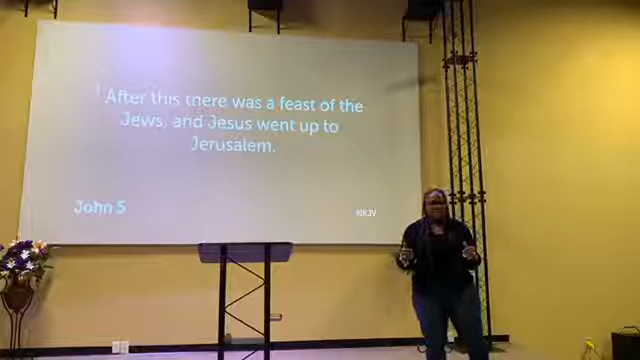 After this there was a feast of the
Jews, and Jesus went up to
Jerusalem.
John 5
NKJV